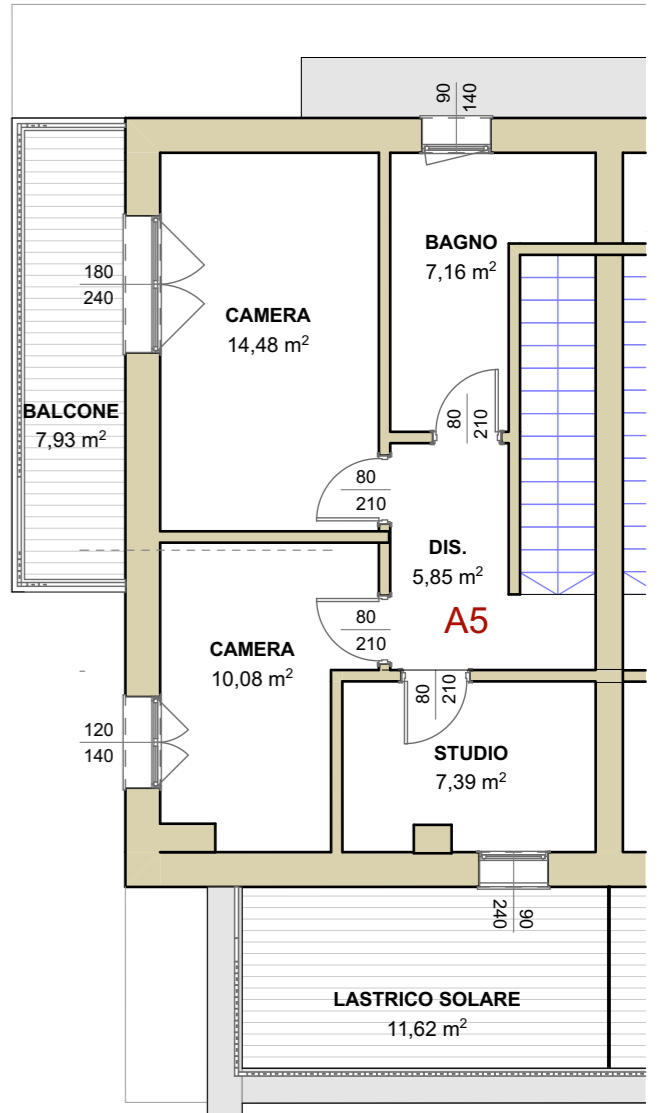 90
140
BAGNO
7,16 m²
180
240
CAMERA
14,48 m²
BALCONE
7,93 m²
80
210
80
210
DIS.
5,85 m²
A5
80
210
CAMERA
10,08 m²
80
210
120
140
STUDIO
7,39 m²
90
240
LASTRICO SOLARE
11,62 m²